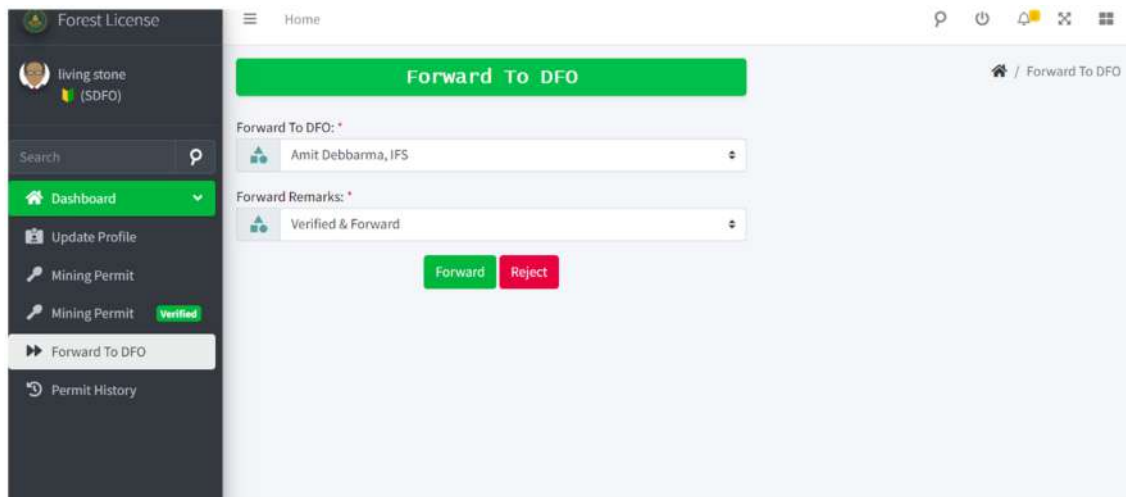 Forest License
Home
living stone
(SDFO)
Forward To DFO
/ Forward To DFO
Search
Forward To DFO: *
Amit Debbarma, IFS
Dashboard
Forward Remarks: *
Verified & Forward
Update Profile
Mining Permit
Forward Reject
Mining Permit Verified
Forward To DFO
Permit History